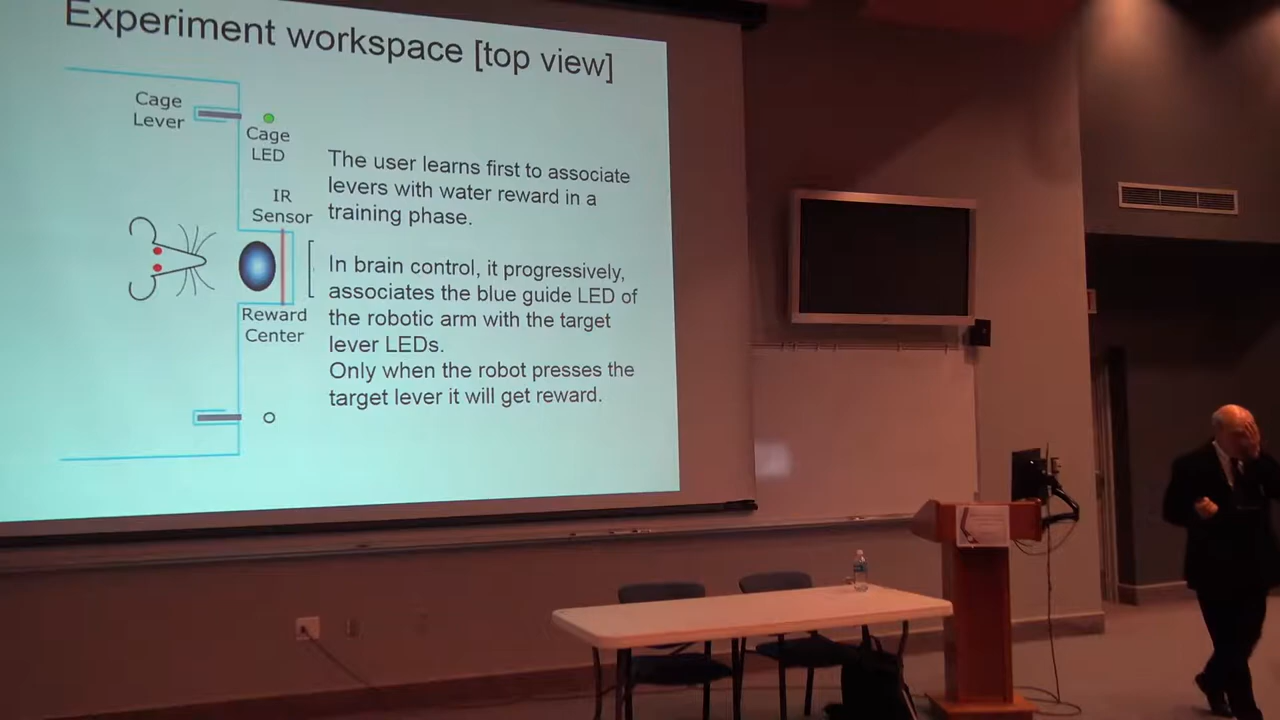 Experiment workspace [top view]
Cage
Lever
Cage
LED
IR
Sensor
Reward
Center
The user learns first to associate
levers with water reward in a
training phase.
In brain control, it progressively,
associates the blue guide LED of
the robotic arm with the target
lever LEDs.
Only when the robot presses the
target lever it will get reward.